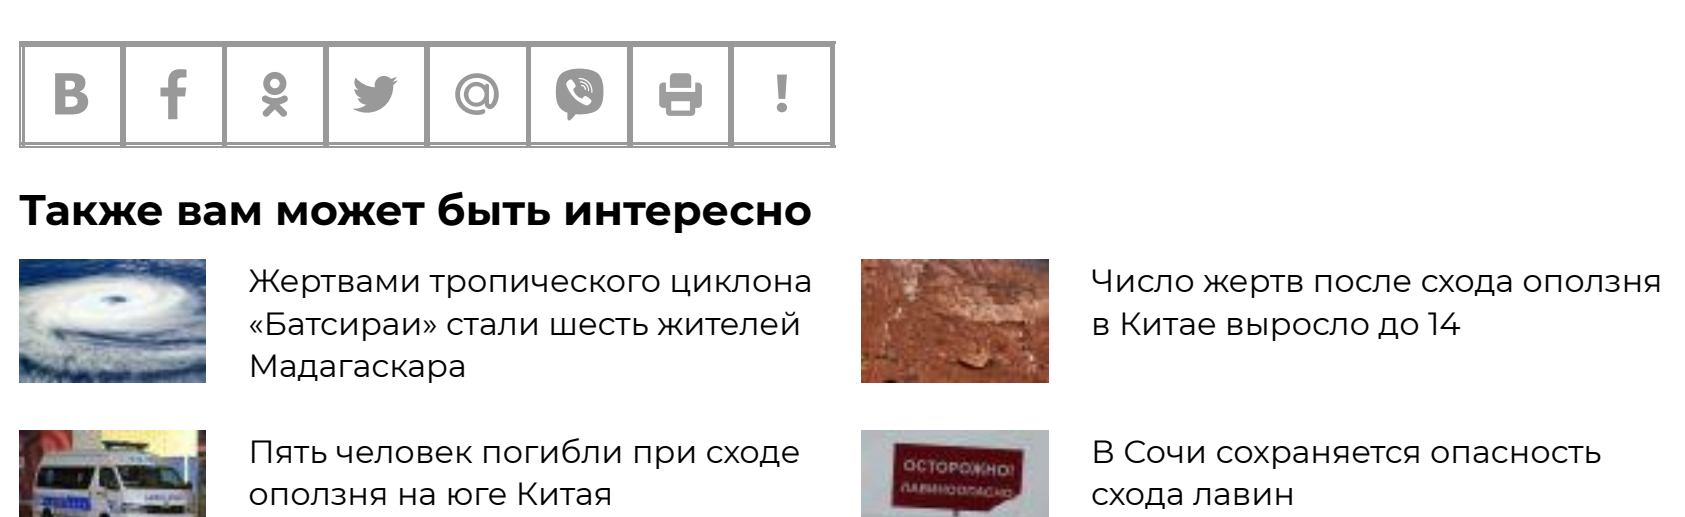 Также вам может быть интересно
Жертвами тропического циклона
«Батсираи» стали шесть жителей
Мадагаскара
Число жертв после схода оползня
в Китае выросло до 14
Пять человек погибли при сходе
оползня на юге Китая
ОСТОРОЖНО!
ЛАВИНООПАСНО
В Сочи сохраняется опасность
схода лавин